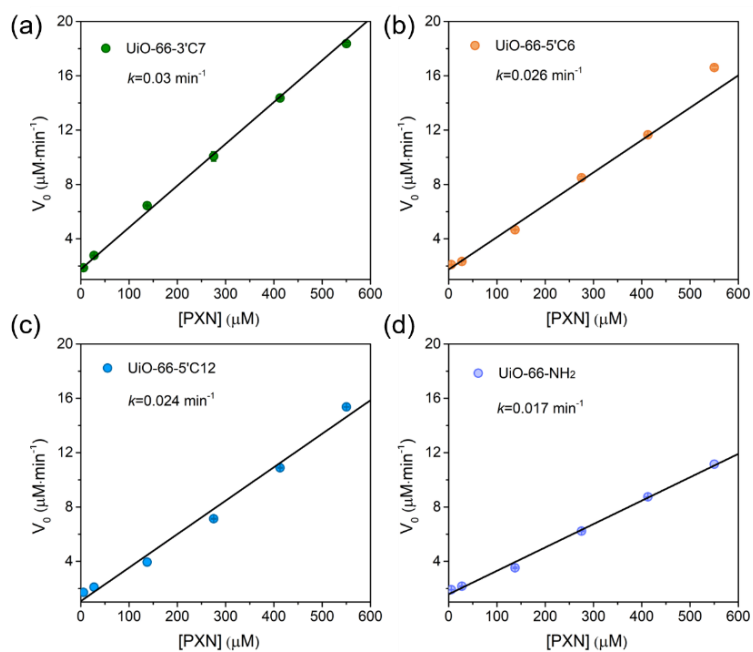 (a)
UiO-66-3'C7
k=0.03 min⁻¹
20
16
12
8
4
V₀ (μM·min⁻¹)
0 100 200 300 400 500 600
[PXN] (μM)
(b)
UiO-66-5'C6
k=0.026 min⁻¹
20
16
12
8
4
V₀ (μM·min⁻¹)
0 100 200 300 400 500 600
[PXN] (μM)
(c)
UiO-66-5'C12
k=0.024 min⁻¹
20
16
12
8
4
V₀ (μM·min⁻¹)
0 100 200 300 400 500 600
[PXN] (μM)
(d)
UiO-66-NH₂
k=0.017 min⁻¹
20
16
12
8
4
V₀ (μM·min⁻¹)
0 100 200 300 400 500 600
[PXN] (μM)